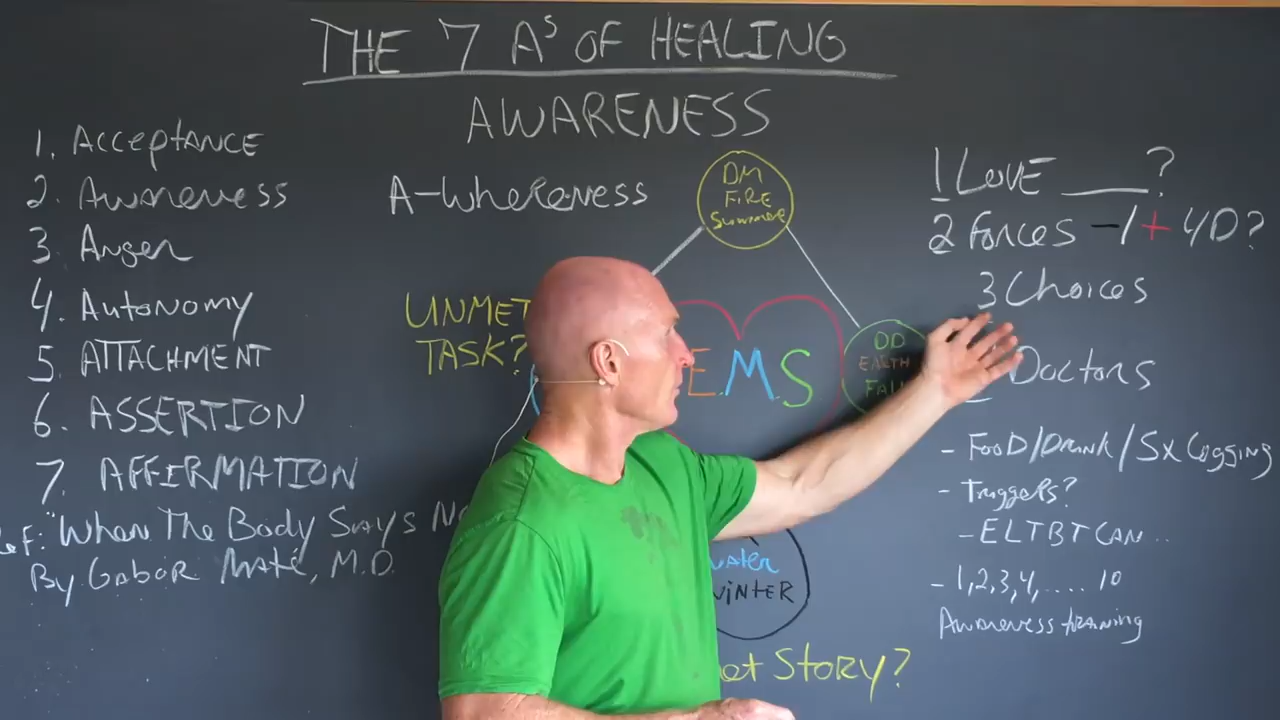 THE 7 A's OF HEALING
AWARENESS
1. Acceptance
2. Awareness
3. Anger
4. Autonomy
5. ATTACHMENT
6. ASSERTION
7. AFFIRMATION
"When The Body Says No
By Gabor Maté, M.D.
A-whereness
UNMET
TASK?
DM
FIRE
Summer
E.M.S
DD
EARTH
FALL
WATER
WINTER
STORY?
1 LOVE ___?
2 Forces -/+ 4D?
3 Choices
Doctors
- FOOD/DRINK/Sx Logging
- Triggers?
- ELTBT CAN..
- 1,2,3,4,.... 10
Awareness training